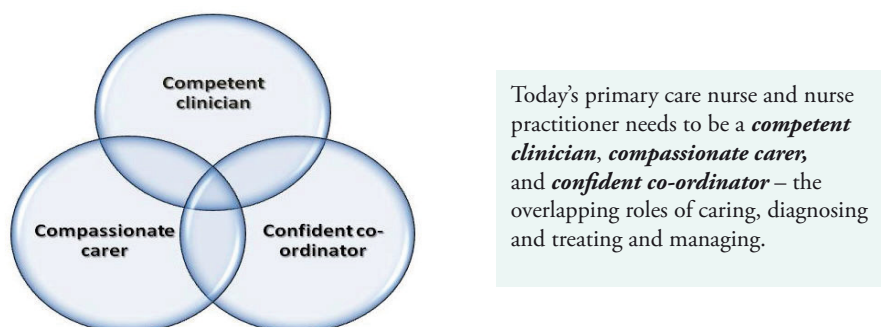 Competent
clinician
Compassionate
carer
Confident co-
ordinator
Today's primary care nurse and nurse
practitioner needs to be a competent
clinician, compassionate carer,
and confident co-ordinator – the
overlapping roles of caring, diagnosing
and treating and managing.